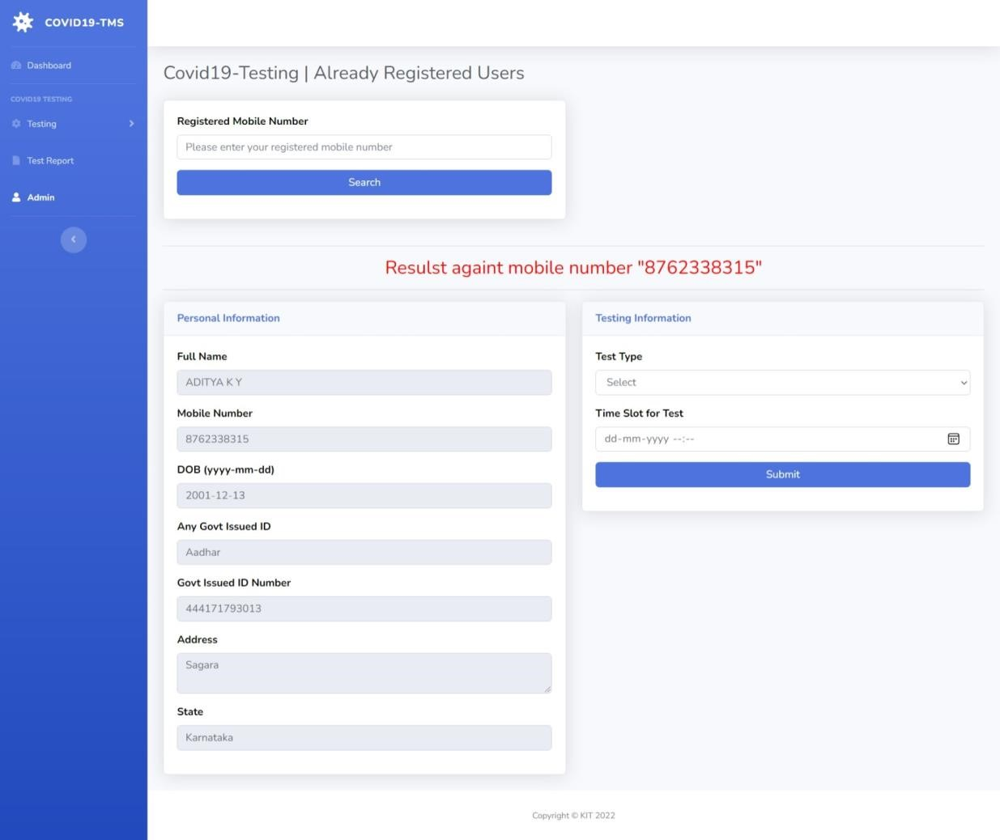 COVID19-TMS
Dashboard
COVID19 TESTING
Testing
Test Report
Admin
Covid19-Testing | Already Registered Users
Registered Mobile Number
Please enter your registered mobile number
Search
Resulst againt mobile number "8762338315"
Personal Information
Full Name
ADITYA K Y
Mobile Number
8762338315
DOB (yyyy-mm-dd)
2001-12-13
Any Govt Issued ID
Aadhar
Govt Issued ID Number
444171793013
Address
Sagara
State
Karnataka
Testing Information
Test Type
Select
Time Slot for Test
dd-mm-yyyy --:--
Submit
Copyright © KIT 2022